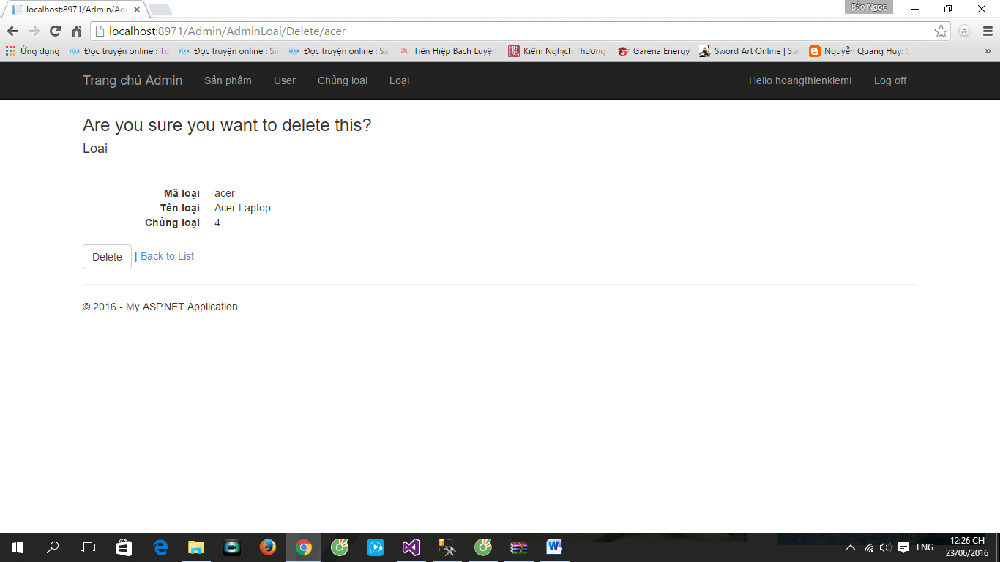 localhost:8971/Admin/Ad
Bảo Ngọc
localhost:8971/Admin/AdminLoai/Delete/acer
Ứng dụng Đọc truyện online : Tu Đọc truyện online : Siê Đọc truyện online : Sá Tiên Hiệp Bách Luyện Kiếm Nghịch Thương Garena Energy Sword Art Online | S.a Nguyễn Quang Huy: S »
Trang chủ Admin Sản phẩm User Chủng loại Loại Hello hoangthienkiem! Log off
Are you sure you want to delete this?
Loai
Mã loại acer
Tên loại Acer Laptop
Chủng loại 4
Delete | Back to List
© 2016 - My ASP.NET Application
ENG 12:26 CH
23/06/2016